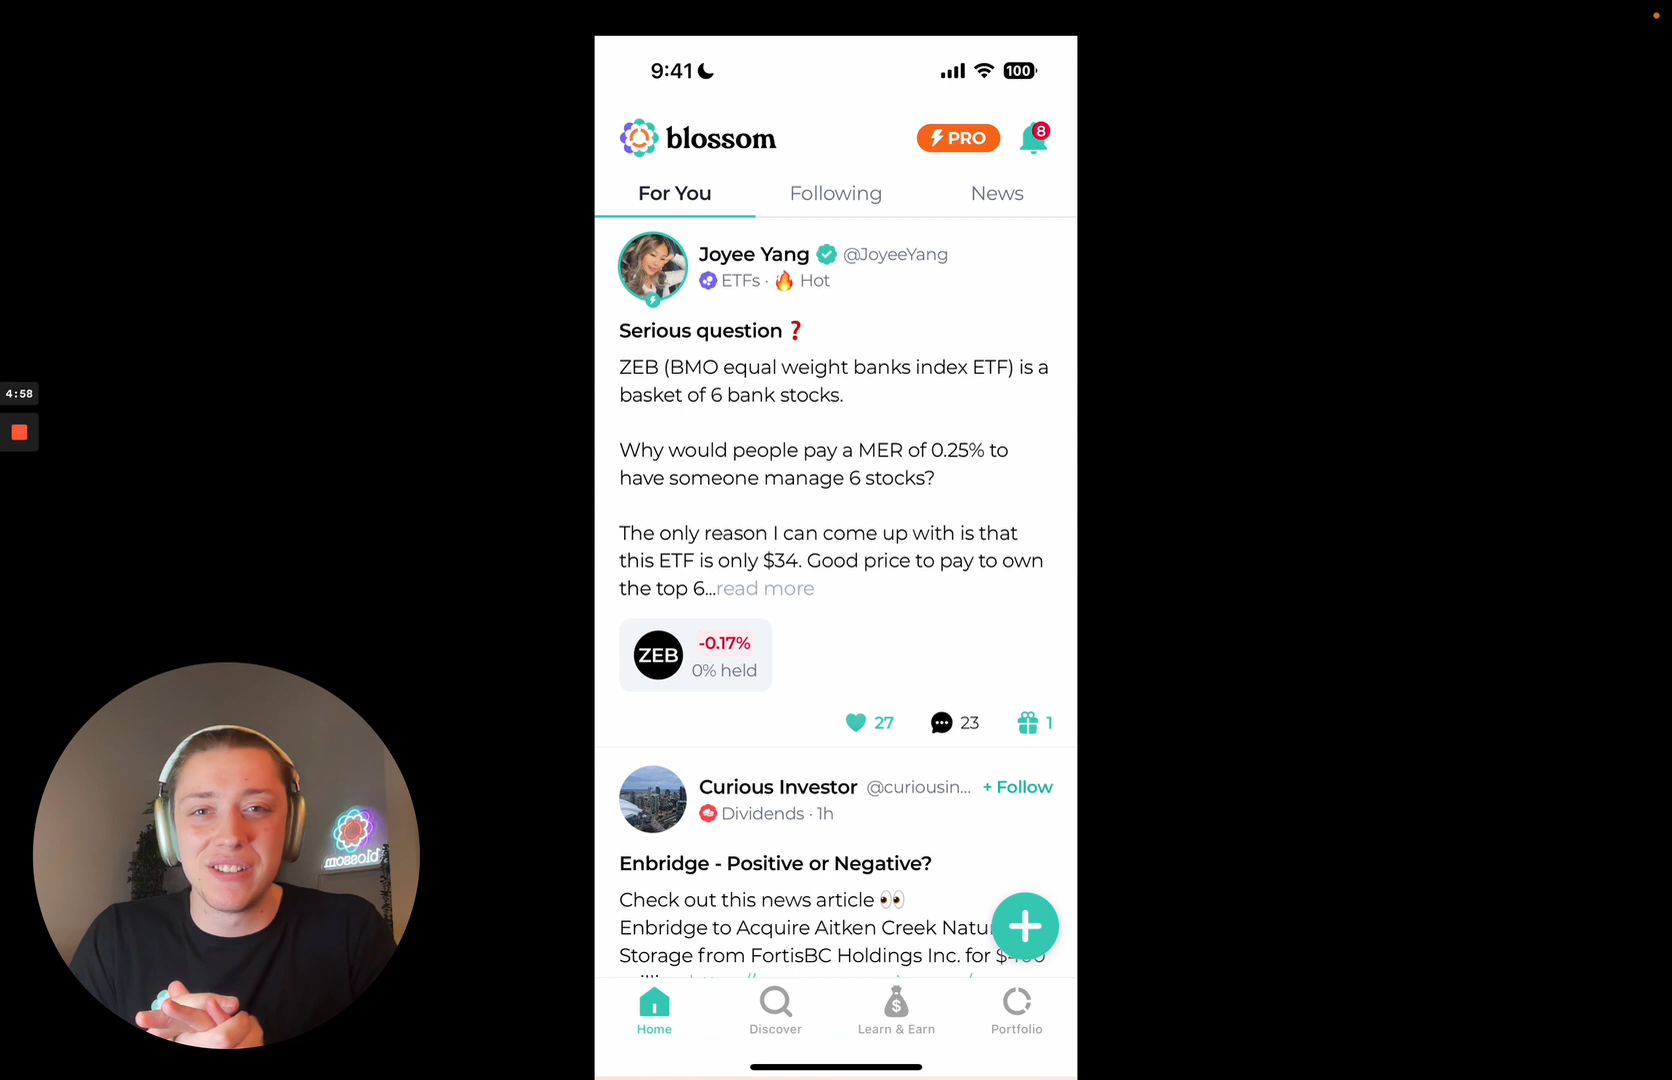 9:41
100
blossom
PRO
8
For You
Following
News
Joyee Yang @JoyeeYang
ETFs · 🔥 Hot
Serious question ❓
ZEB (BMO equal weight banks index ETF) is a
basket of 6 bank stocks.
Why would people pay a MER of 0.25% to
have someone manage 6 stocks?
The only reason I can come up with is that
this ETF is only $34. Good price to pay to own
the top 6...read more
ZEB
-0.17%
0% held
27
23
1
4:58
Curious Investor @curiousin... + Follow
Dividends · 1h
Enbridge - Positive or Negative?
Check out this news article 👀
Enbridge to Acquire Aitken Creek
Storage from FortisBC Holdings Inc. for
blossom
Home
Discover
Learn & Earn
Portfolio